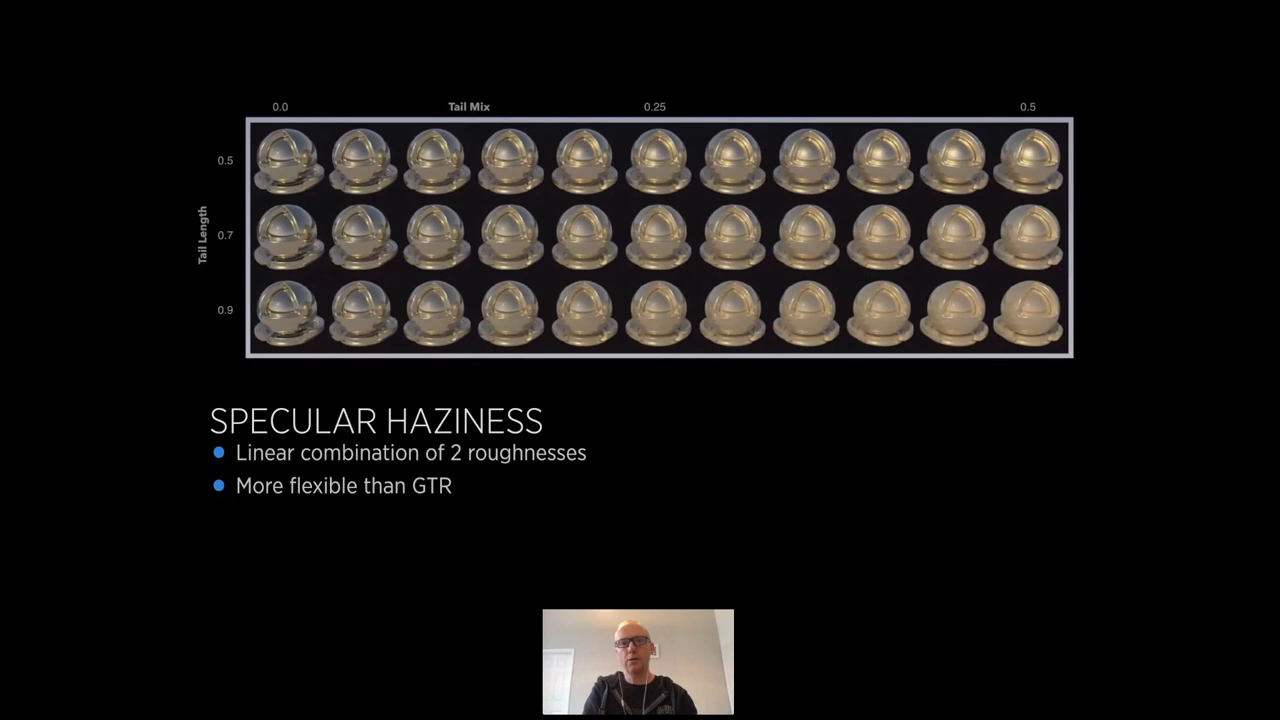 0.0 Tail Mix 0.25 0.5
0.5
Tail Length
0.7
0.9
SPECULAR HAZINESS
Linear combination of 2 roughnesses
More flexible than GTR